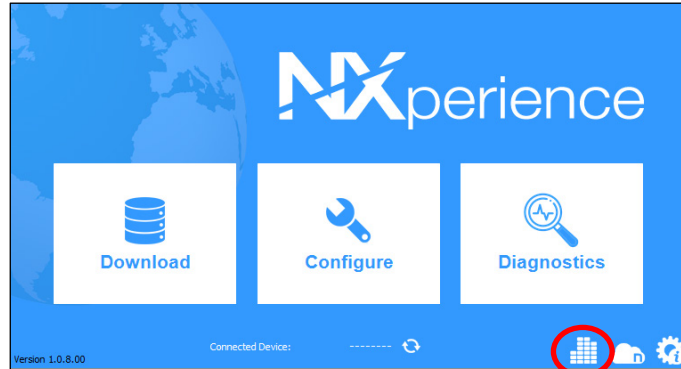 NXperience
Download
Configure
Diagnostics
Connected Device: --------
Version 1.0.8.00
n
i